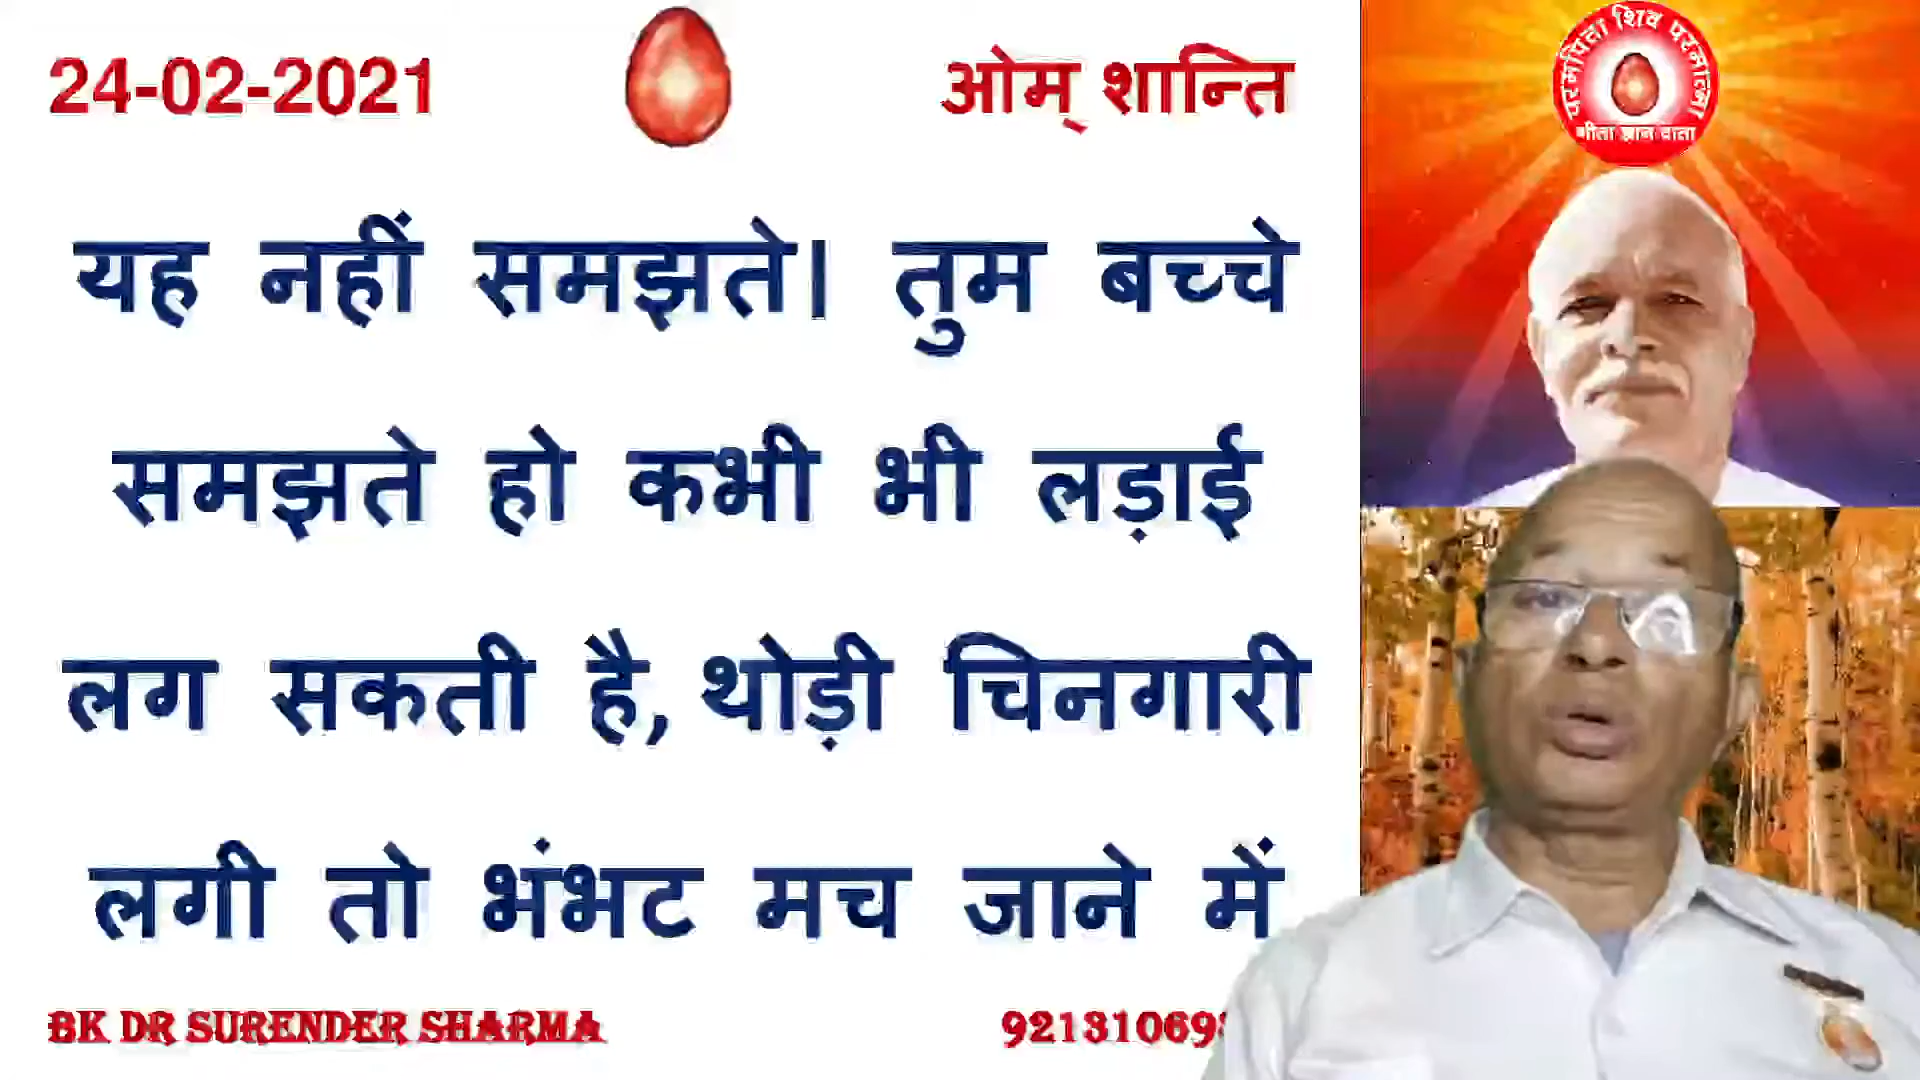 24-02-2021
ओम् शान्ति
परमपिता शिव परमात्मा
गीता ज्ञान दाता
यह नहीं समझते। तुम बच्चे
समझते हो कभी भी लड़ाई
लग सकती है, थोड़ी चिनगारी
लगी तो भंभट मच जाने में
BK DR SURENDER SHARMA